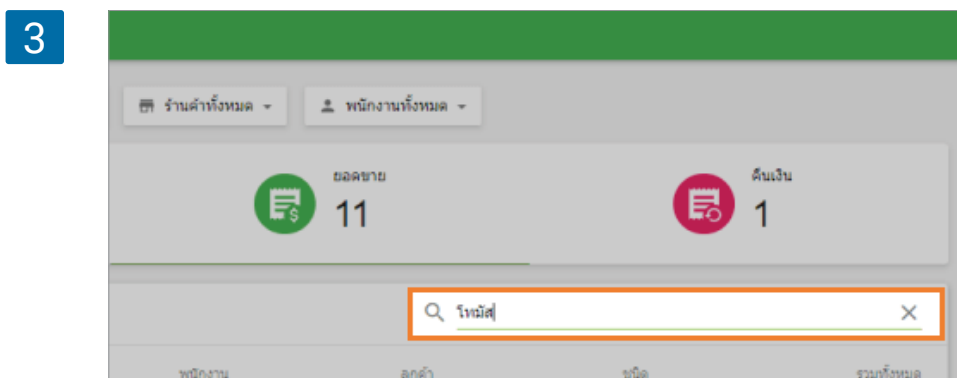 3
ร้านค้าทั้งหมด พนักงานทั้งหมด
ยอดขาย
11
คืนเงิน
1
โทมัส
พนักงาน ลูกค้า ชนิด รวมทั้งหมด